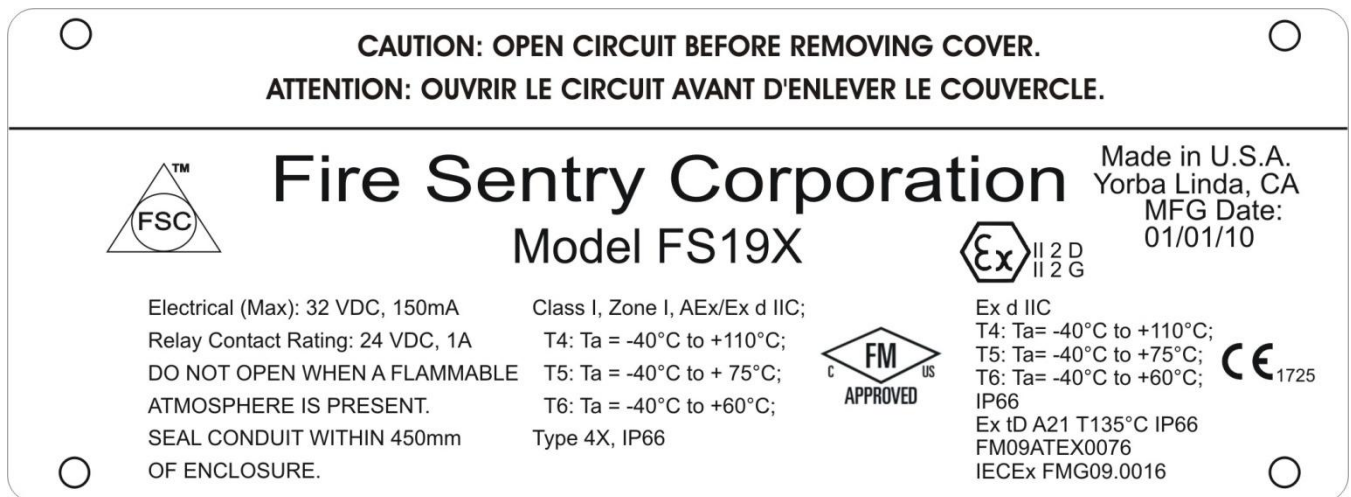 CAUTION: OPEN CIRCUIT BEFORE REMOVING COVER.
ATTENTION: OUVRIR LE CIRCUIT AVANT D'ENLEVER LE COUVERCLE.
TM
FSC
Fire Sentry Corporation
Model FS19X
Made in U.S.A.
Yorba Linda, CA
MFG Date:
01/01/10
Ex
II 2 D
II 2 G
Electrical (Max): 32 VDC, 150mA
Relay Contact Rating: 24 VDC, 1A
DO NOT OPEN WHEN A FLAMMABLE
ATMOSPHERE IS PRESENT.
SEAL CONDUIT WITHIN 450mm
OF ENCLOSURE.
Class I, Zone I, AEx/Ex d IIC;
T4: Ta = -40°C to +110°C;
T5: Ta = -40°C to + 75°C;
T6: Ta = -40°C to +60°C;
Type 4X, IP66
FM
C US
APPROVED
Ex d IIC
T4: Ta= -40°C to +110°C;
T5: Ta= -40°C to +75°C;
T6: Ta= -40°C to +60°C;
IP66
Ex tD A21 T135°C IP66
FM09ATEX0076
IECEx FMG09.0016
CE 1725